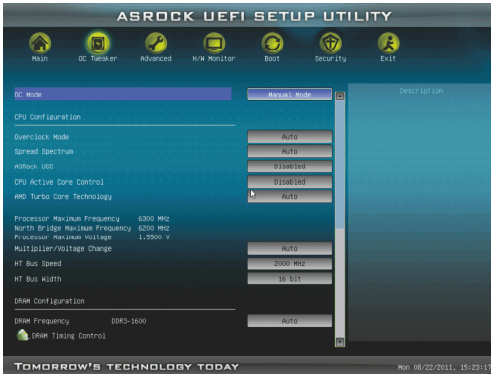 ASROCK UEFI SETUP UTILITY
Main OC Tweaker Advanced H/W Monitor Boot Security Exit
OC Mode Manual Mode
Description
CPU Configuration
Overclock Mode Auto
Spread Spectrum Auto
ASRock UCC Disabled
CPU Active Core Control Disabled
AMD Turbo Core Technology Auto
Processor Maximum Frequency 6300 MHz
North Bridge Maximum Frequency 6200 MHz
Processor Maximum Voltage 1.5500 V
Multiplier/Voltage Change Auto
HT Bus Speed 2000 MHz
HT Bus Width 16 bit
DRAM Configuration
DRAM Frequency DDR3-1600 Auto
DRAM Timing Control
TOMORROW'S TECHNOLOGY TODAY
Mon 08/22/2011, 15:23:17